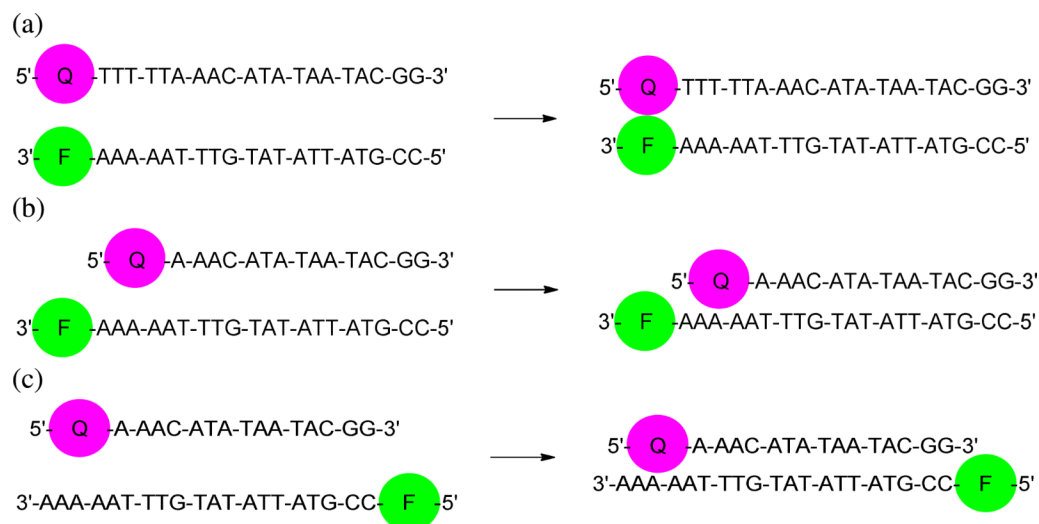 (a)
5'- Q -TTT-TTA-AAC-ATA-TAA-TAC-GG-3'
5'- Q -TTT-TTA-AAC-ATA-TAA-TAC-GG-3'
3'- F -AAA-AAT-TTG-TAT-ATT-ATG-CC-5'
3'- F -AAA-AAT-TTG-TAT-ATT-ATG-CC-5'
(b)
5'- Q -A-AAC-ATA-TAA-TAC-GG-3'
5'- Q -A-AAC-ATA-TAA-TAC-GG-3'
3'- F -AAA-AAT-TTG-TAT-ATT-ATG-CC-5'
3'- F -AAA-AAT-TTG-TAT-ATT-ATG-CC-5'
(c)
5'- Q -A-AAC-ATA-TAA-TAC-GG-3'
5'- Q -A-AAC-ATA-TAA-TAC-GG-3'
3'-AAA-AAT-TTG-TAT-ATT-ATG-CC- F -5'
3'-AAA-AAT-TTG-TAT-ATT-ATG-CC- F -5'